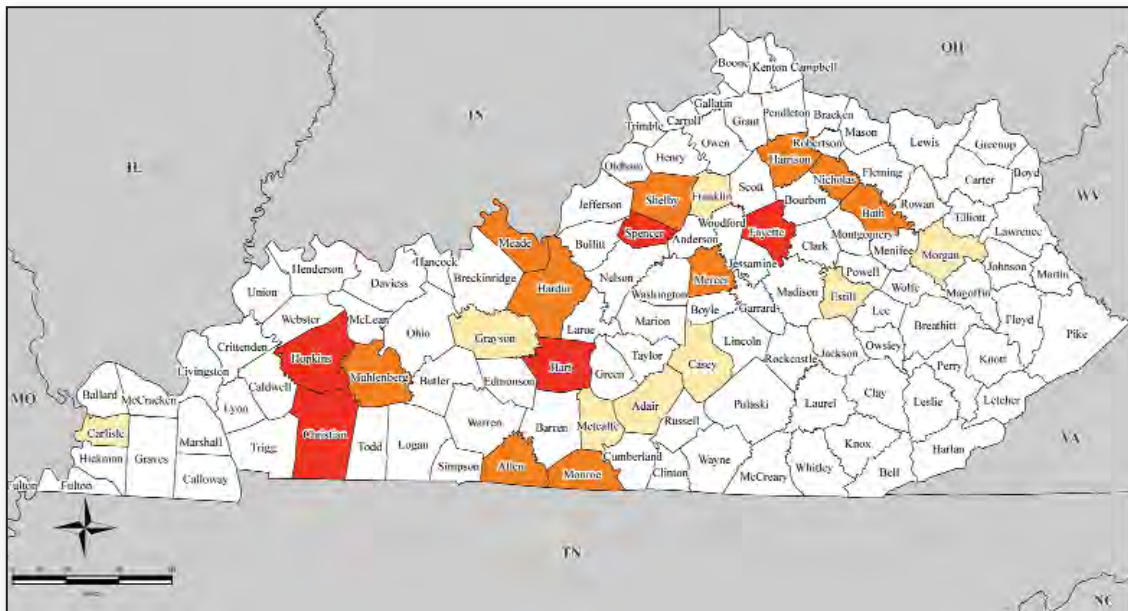 OH
Boone
Kenton
Campbell
IN
Gallatin
Pendleton
Bracken
Carroll
Grant
Trimble
Mason
Owen
Robertson
Lewis
Greenup
Henry
Harrison
Oldham
IL
Nicholas
Fleming
Boyd
Carter
Scott
Shelby
Franklin
Rowan
WV
Jefferson
Bourbon
Bath
Elliott
Woodford
Spencer
Fayette
Lawrence
Anderson
Montgomery
Bullitt
Clark
Menifee
Morgan
Meade
Hancock
Jessamine
Johnson
Martin
Henderson
Breckinridge
Nelson
Mercer
Powell
Daviess
Hardin
Wolfe
Magoffin
Union
Washington
Madison
Estill
Webster
McLean
Boyle
Garrard
Lee
Floyd
Ohio
Larue
Marion
Breathitt
Pike
Crittenden
Grayson
Lincoln
Owsley
Hopkins
Taylor
Rockcastle
Jackson
Knott
Livingston
Muhlenberg
Hart
Green
Casey
Perry
Caldwell
Butler
Edmonson
Ballard
MO
McCracken
Lyon
Adair
Pulaski
Laurel
Clay
Leslie
Letcher
Metcalfe
Russell
Warren
Barren
Carlisle
Christian
VA
Marshall
Trigg
Todd
Logan
Knox
Hickman
Graves
Harlan
Cumberland
Wayne
Simpson
Allen
Monroe
Clinton
Whitley
Bell
McCreary
Calloway
Fulton
Fulton
TN
NC